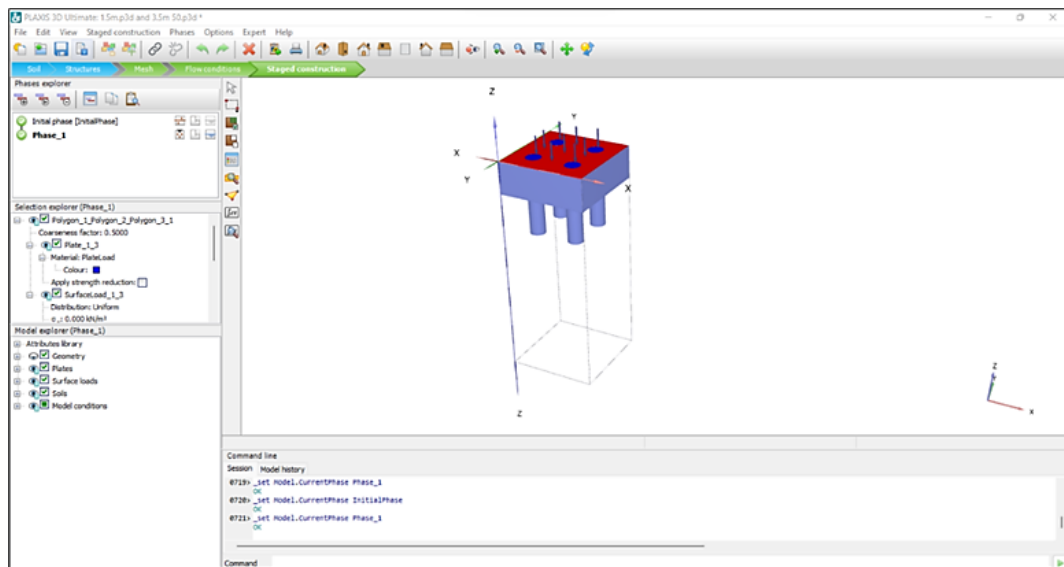 PLAXIS 3D Ultimate: 1.5m.p3d and 3.5m 50.p3d *
File Edit View Staged construction Phases Options Expert Help
Soil Structures Mesh Flow conditions Staged construction
Phases explorer
Initial phase [InitialPhase]
Phase_1
Selection explorer (Phase_1)
Polygon_1_Polygon_2_Polygon_3_1
Coarseness factor: 0.5000
Plate_1_3
Material: PlateLoad
Colour:
Apply strength reduction:
SurfaceLoad_1_3
Distribution: Uniform
0.000 kN/m²
Model explorer (Phase_1)
Attributes library
Geometry
Plates
Surface loads
Soils
Model conditions
Z
Y
X
Y
X
Z
Z
Y
X
Command line
Session Model history
0719> _set Model.CurrentPhase Phase_1
OK
0720> _set Model.CurrentPhase InitialPhase
OK
0721> _set Model.CurrentPhase Phase_1
OK
Command